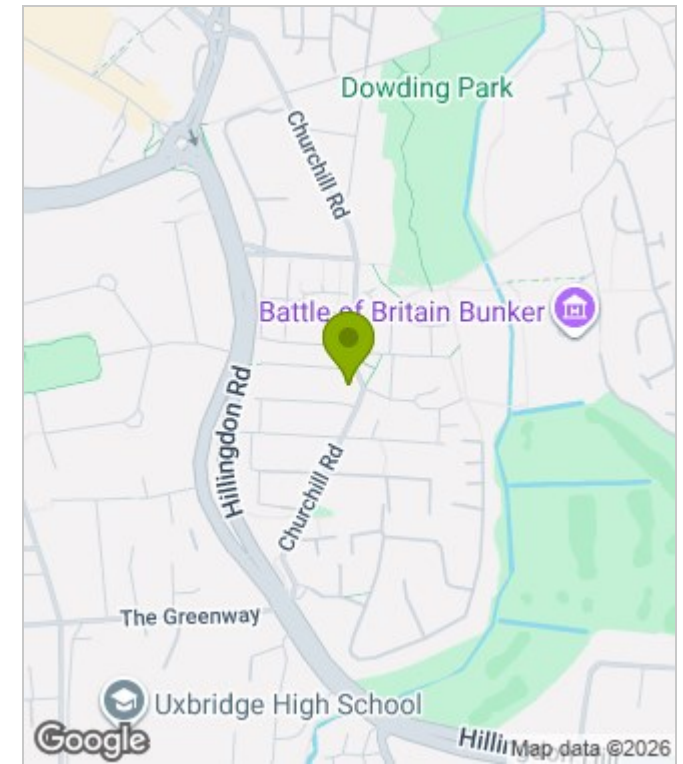 Dowding Park
Churchill Rd
Battle of Britain Bunker
Hillingdon Rd
Churchill Rd
The Greenway
Uxbridge High School
Google
Map data ©2026